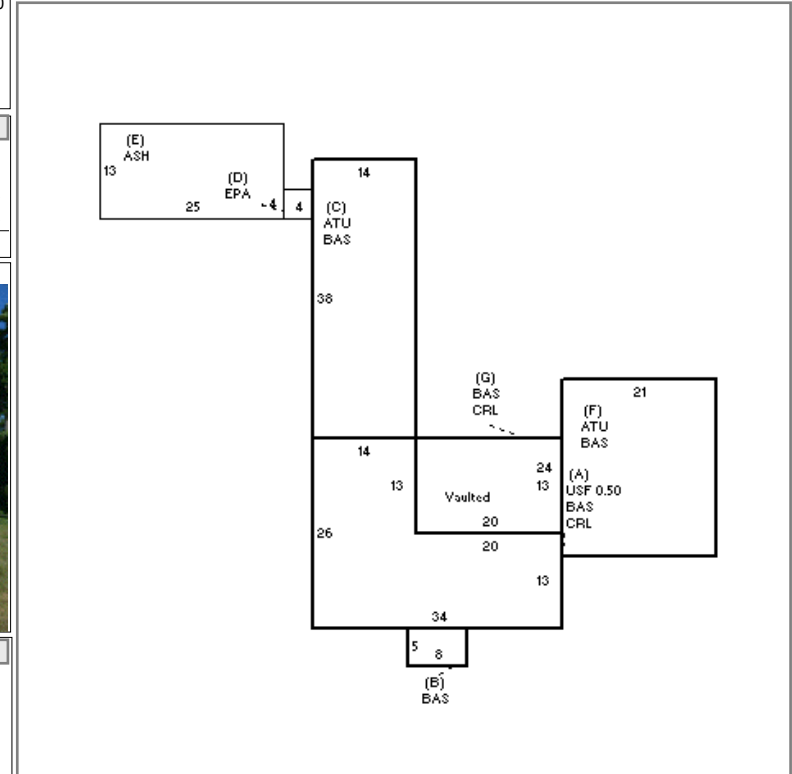 (E)
ASH
13
25
(D)
EPA
4
4
14
(C)
ATU
BAS
38
(G)
BAS
CRL
21
(F)
ATU
BAS
14
13
Vaulted
24
13
(A)
USF 0.50
BAS
CRL
20
20
26
13
34
5
8
(B)
BAS